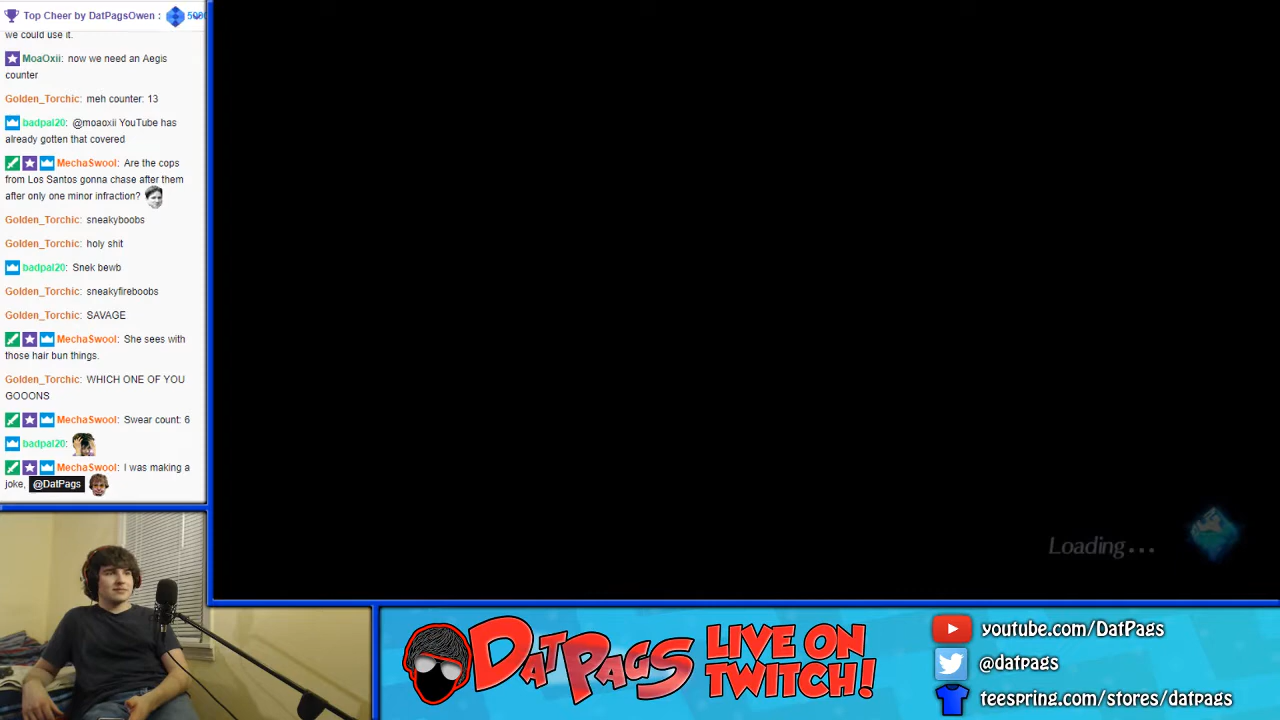 Top Cheer by DatPagsOwen : 5000
we could use it.
MoaOxii: now we need an Aegis
counter
Golden_Torchic: meh counter: 13
badpal20: @moaoxii YouTube has
already gotten that covered
MechaSwool: Are the cops
from Los Santos gonna chase after them
after only one minor infraction?
Golden_Torchic: sneakyboobs
Golden_Torchic: holy shit
badpal20: Snek bewb
Golden_Torchic: sneakyfireboobs
Golden_Torchic: SAVAGE
MechaSwool: She sees with
those hair bun things.
Golden_Torchic: WHICH ONE OF YOU
GOOONS
MechaSwool: Swear count: 6
badpal20:
MechaSwool: I was making a
joke, @DatPags
Loading...
DATPAGS LIVE ON
TWITCH!
youtube.com/DatPags
@datpags
teespring.com/stores/datpags